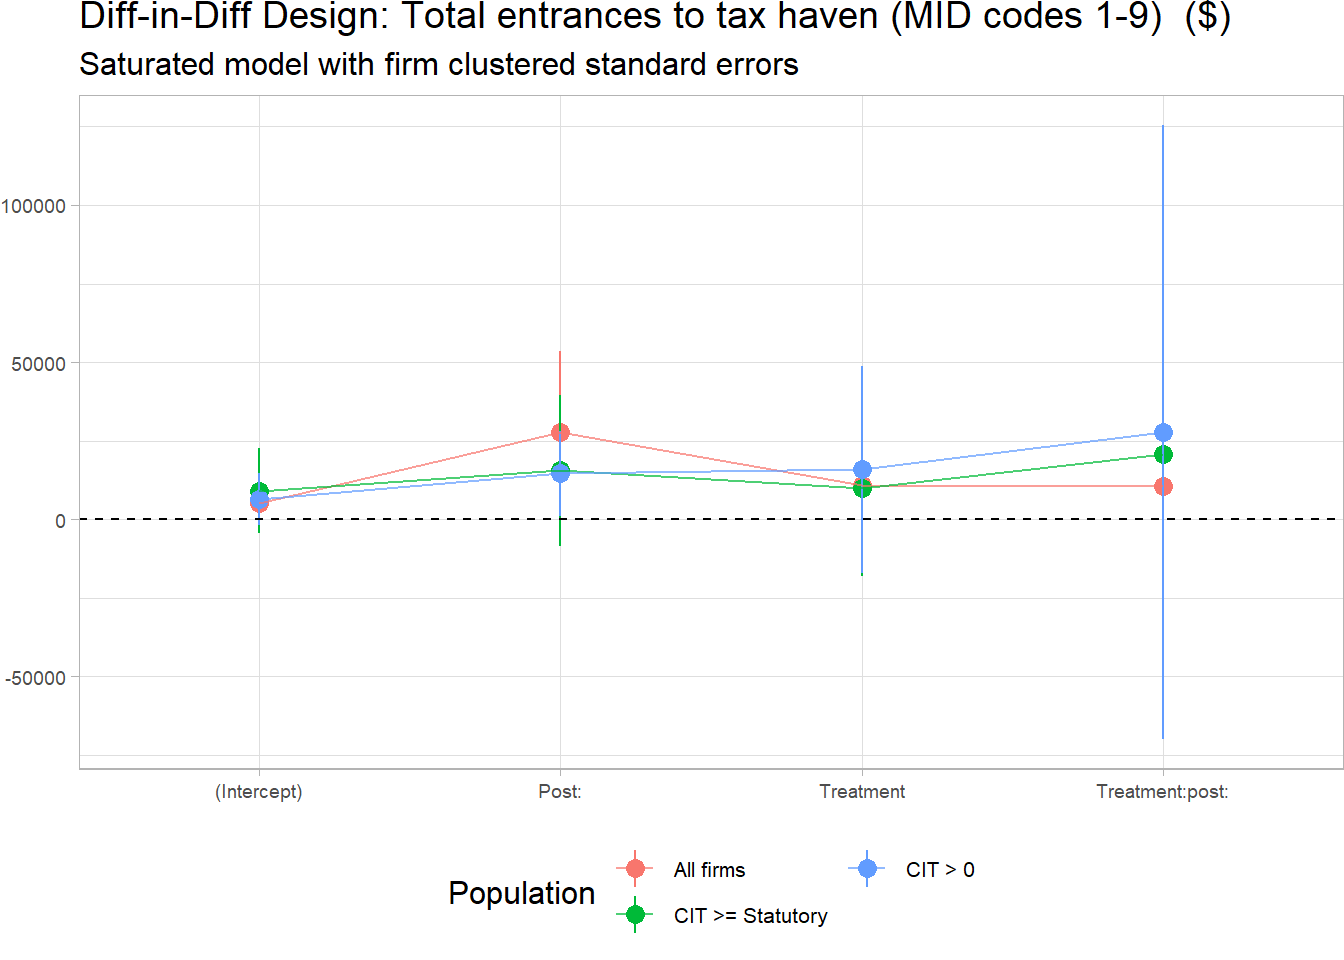 Diff-in-Diff Design: Total entrances to tax haven (MID codes 1-9)  ($)
Saturated model with firm clustered standard errors
100000
50000
0
-50000
(Intercept) Post: Treatment Treatment:post:
Population
All firms CIT > 0
CIT >= Statutory